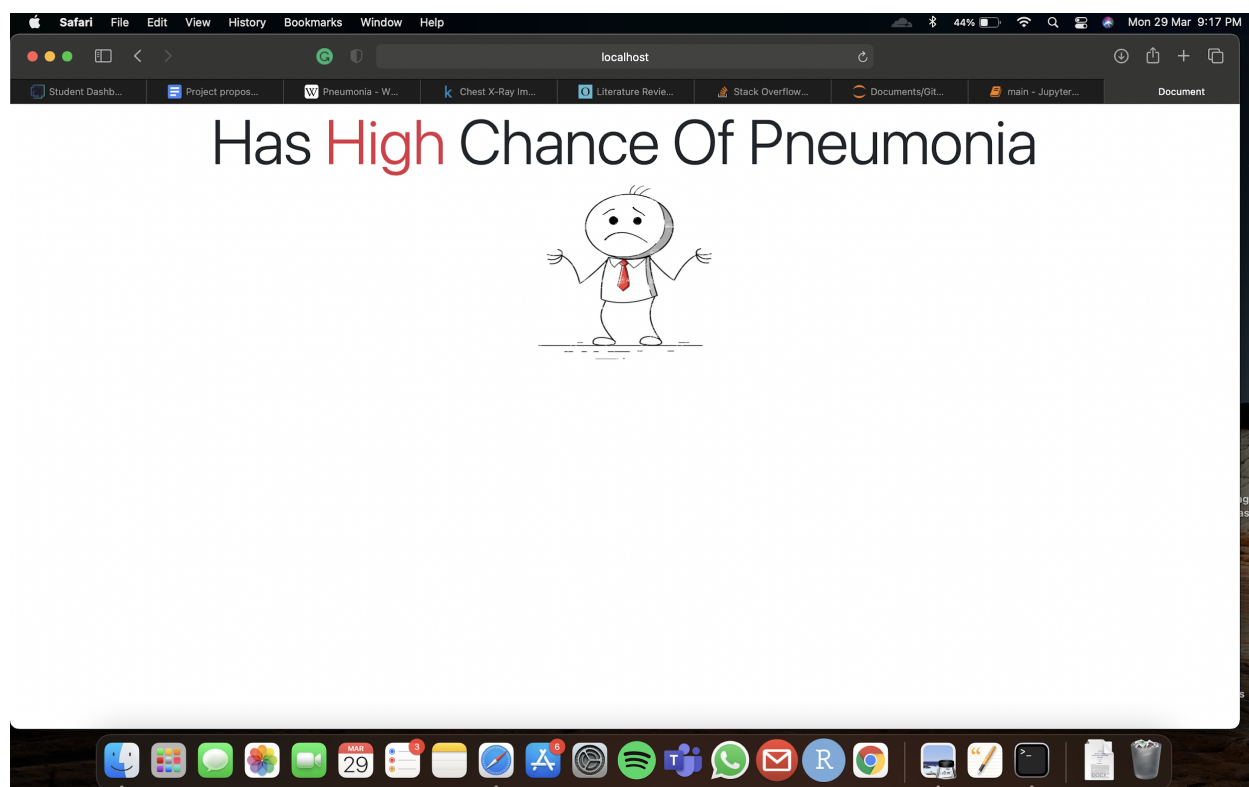 Safari File Edit View History Bookmarks Window Help 44% Mon 29 Mar 9:17 PM
localhost
Student Dashb... Project propos... W Pneumonia - W... k Chest X-Ray Im... O Literature Revie... Stack Overflow... Documents/Git... main - Jupyter... Document
Has High Chance Of Pneumonia
MAR
29
3
6
T
R
>_
DOCX